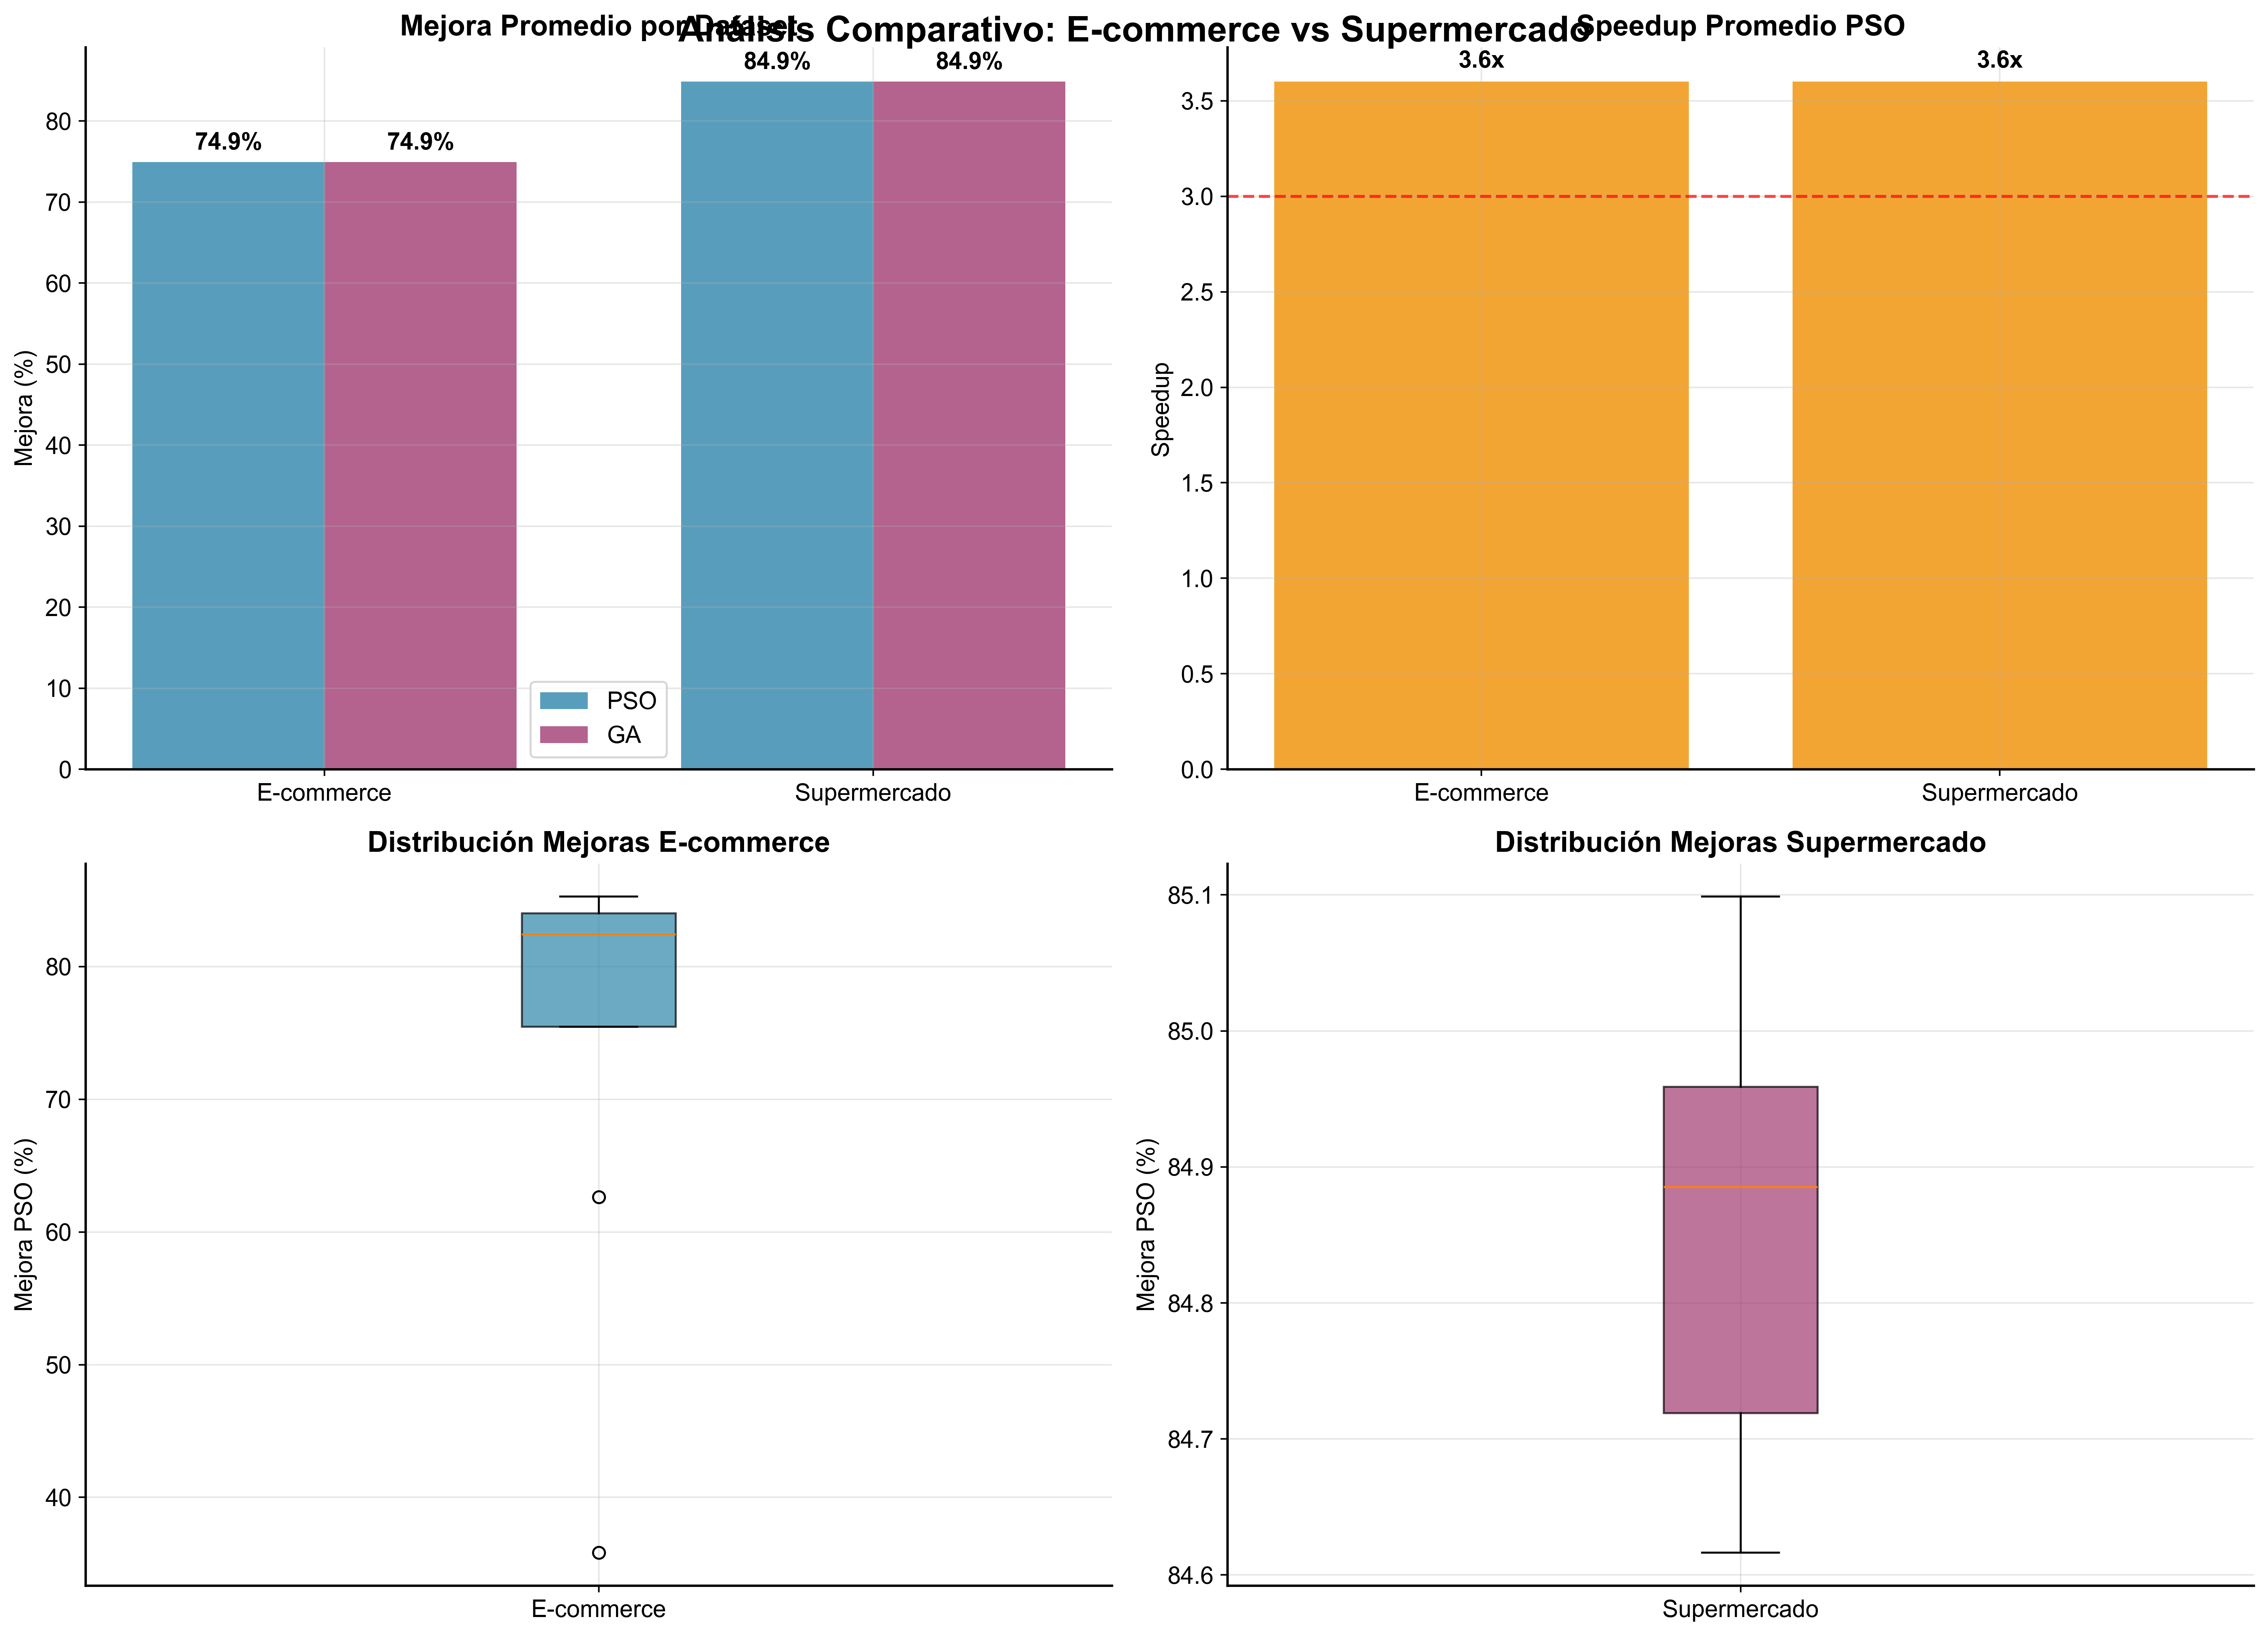 Análisis Comparativo: E-commerce vs Supermercado
Mejora Promedio por Dataset
84.9%
84.9%
74.9%
74.9%
Mejora (%)
80
70
60
50
40
30
20
10
0
PSO
GA
E-commerce
Supermercado
Speedup Promedio PSO
3.6x
3.6x
Speedup
3.5
3.0
2.5
2.0
1.5
1.0
0.5
0.0
E-commerce
Supermercado
Distribución Mejoras E-commerce
Mejora PSO (%)
80
70
60
50
40
E-commerce
Distribución Mejoras Supermercado
Mejora PSO (%)
85.1
85.0
84.9
84.8
84.7
84.6
Supermercado